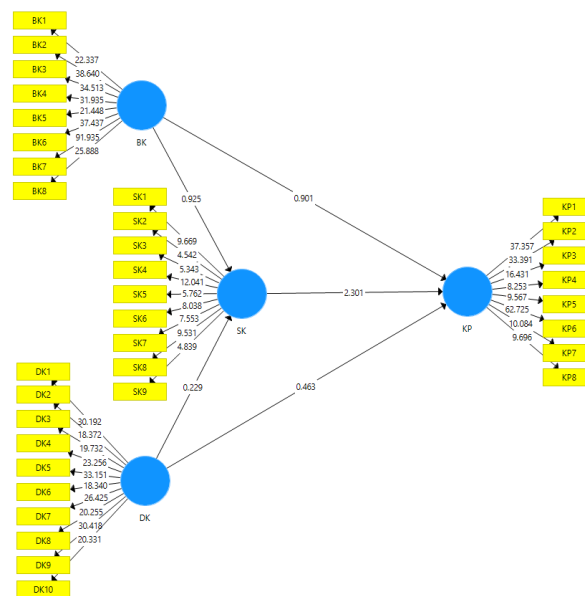 BK1
BK2
BK3
BK4
BK5
BK6
BK7
BK8
22.337
38.640
34.513
31.935
21.448
37.437
91.935
25.888
BK
0.925
0.901
SK1
SK2
SK3
SK4
SK5
SK6
SK7
SK8
SK9
9.669
4.542
5.343
12.041
5.762
8.038
7.553
9.531
4.839
SK
2.301
KP
37.357
33.391
16.431
8.253
9.567
62.725
10.084
9.696
KP1
KP2
KP3
KP4
KP5
KP6
KP7
KP8
0.229
0.463
DK1
DK2
DK3
DK4
DK5
DK6
DK7
DK8
DK9
DK10
30.192
18.372
19.732
23.256
33.151
18.340
26.425
20.255
30.418
20.331
DK